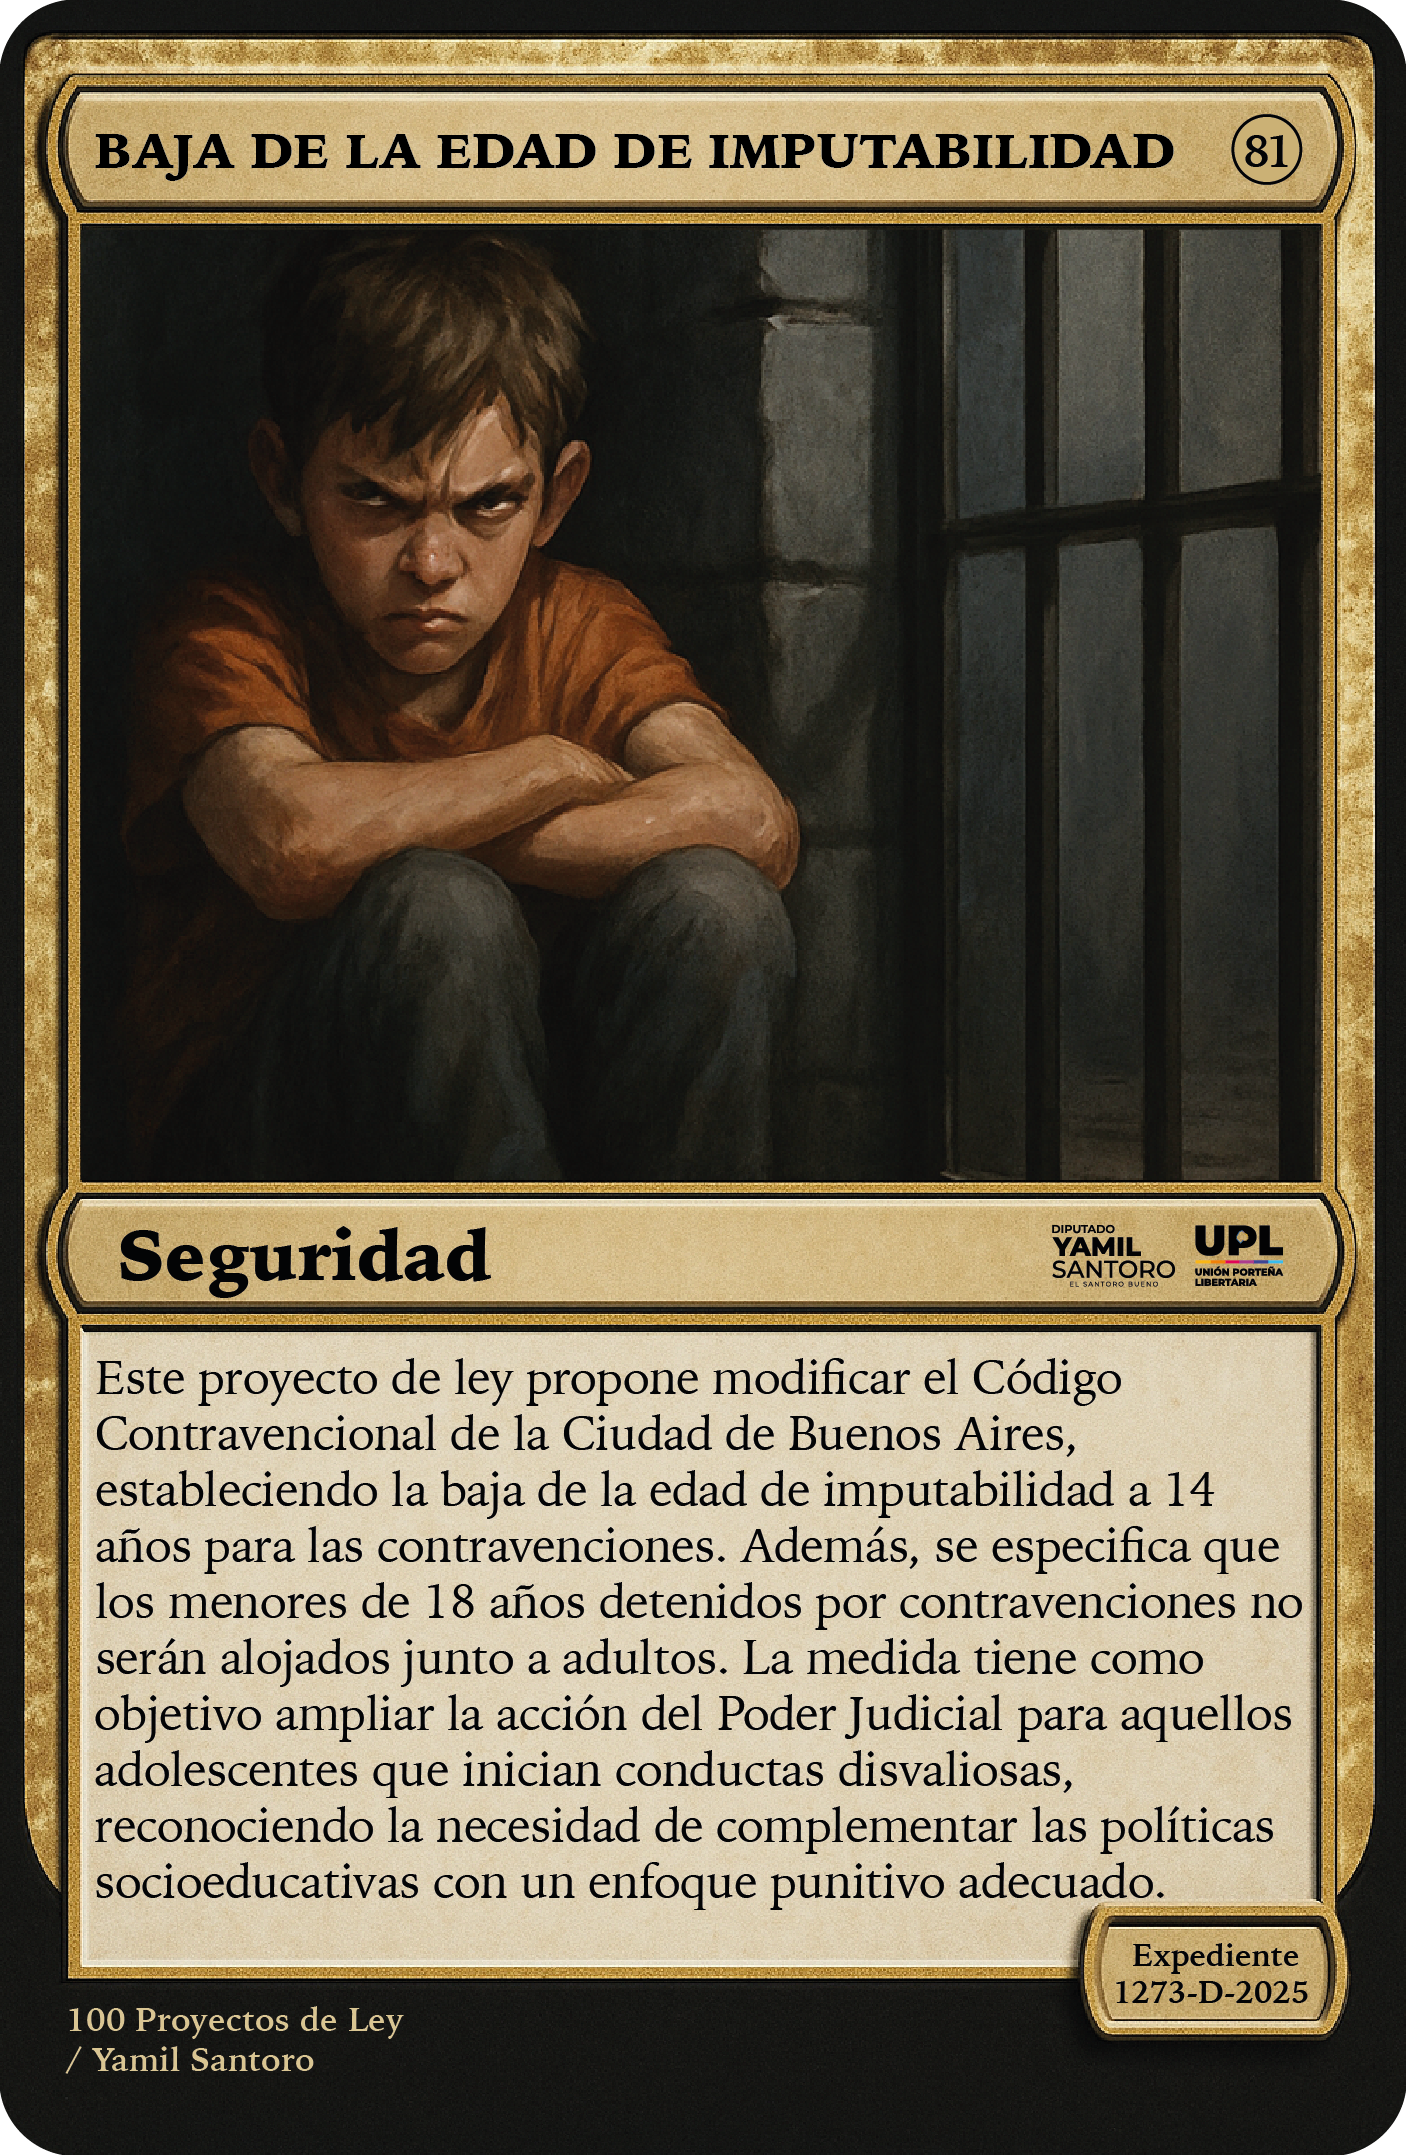 BAJA DE LA EDAD DE IMPUTABILIDAD 81
Seguridad
DIPUTADO
YAMIL
SANTORO
EL SANTORO BUENO
UPL
UNIÓN PORTEÑA
LIBERTARIA
Este proyecto de ley propone modificar el Código
Contravencional de la Ciudad de Buenos Aires,
estableciendo la baja de la edad de imputabilidad a 14
años para las contravenciones. Además, se especifica que
los menores de 18 años detenidos por contravenciones no
serán alojados junto a adultos. La medida tiene como
objetivo ampliar la acción del Poder Judicial para aquellos
adolescentes que inician conductas disvaliosas,
reconociendo la necesidad de complementar las políticas
socioeducativas con un enfoque punitivo adecuado.
Expediente
1273-D-2025
100 Proyectos de Ley
/ Yamil Santoro